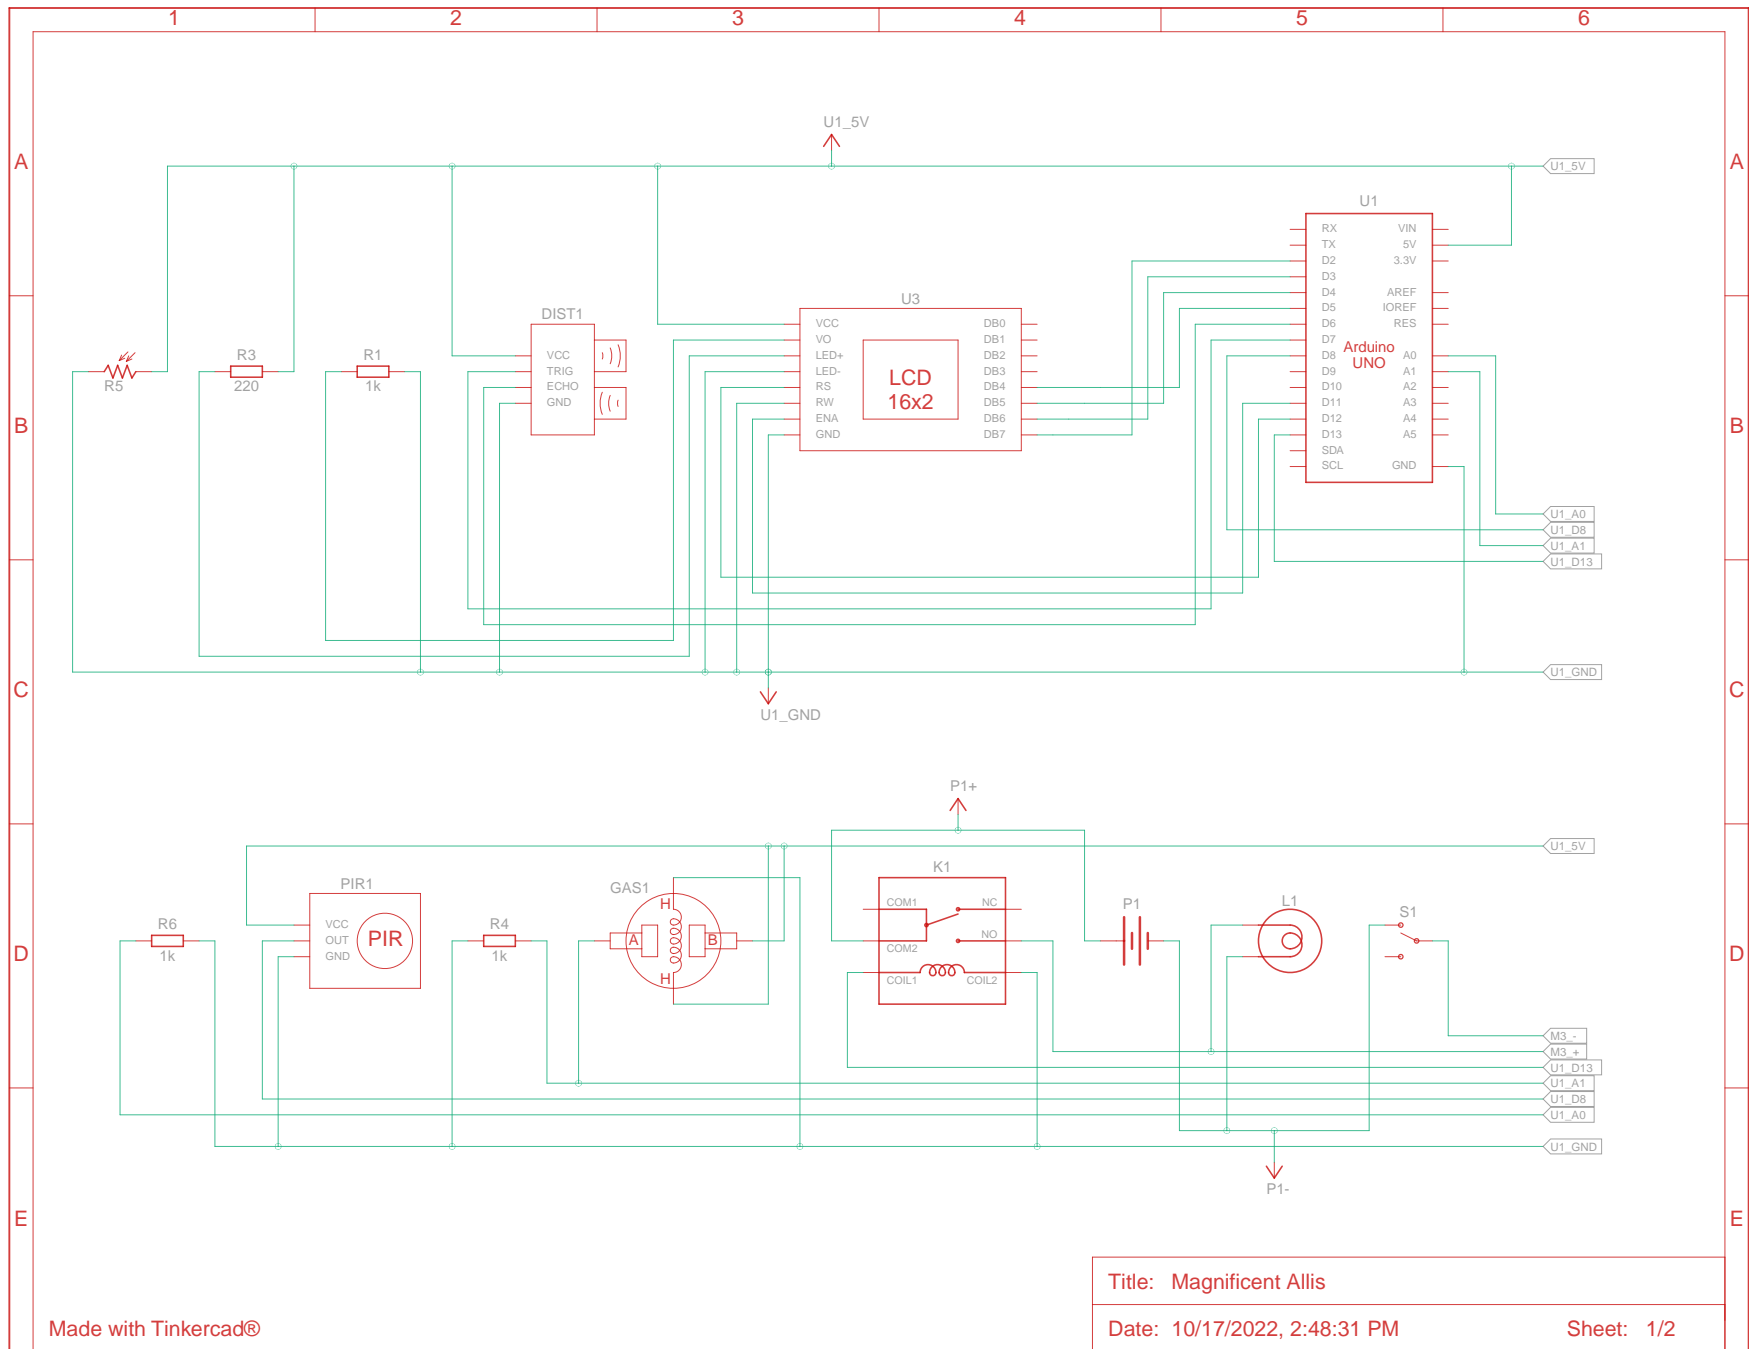 1 2 3 4 5 6
A A
B B
C C
D D
E E
U1_5V
U1_5V
R5
R3
220
R1
1k
DIST1
VCC
TRIG
ECHO
GND
U3
VCC DB0
VO DB1
LED+ DB2
LED- DB3
RS DB4
RW DB5
ENA DB6
GND DB7
LCD
16x2
U1
RX VIN
TX 5V
D2 3.3V
D3
D4 AREF
D5 IOREF
D6 RES
D7
D8 A0
D9 A1
D10 A2
D11 A3
D12 A4
D13 A5
SDA
SCL GND
Arduino
UNO
U1_A0
U1_D8
U1_A1
U1_D13
U1_GND
U1_GND
P1+
U1_5V
R6
1k
PIR1
VCC
OUT
GND
PIR
R4
1k
GAS1
H
A B
H
K1
COM1 NC
COM2 NO
COIL1 COIL2
P1
L1
S1
M3_-
M3_+
U1_D13
U1_A1
U1_D8
U1_A0
U1_GND
P1-
Title: Magnificent Allis
Made with Tinkercad®
Date: 10/17/2022, 2:48:31 PM Sheet: 1/2